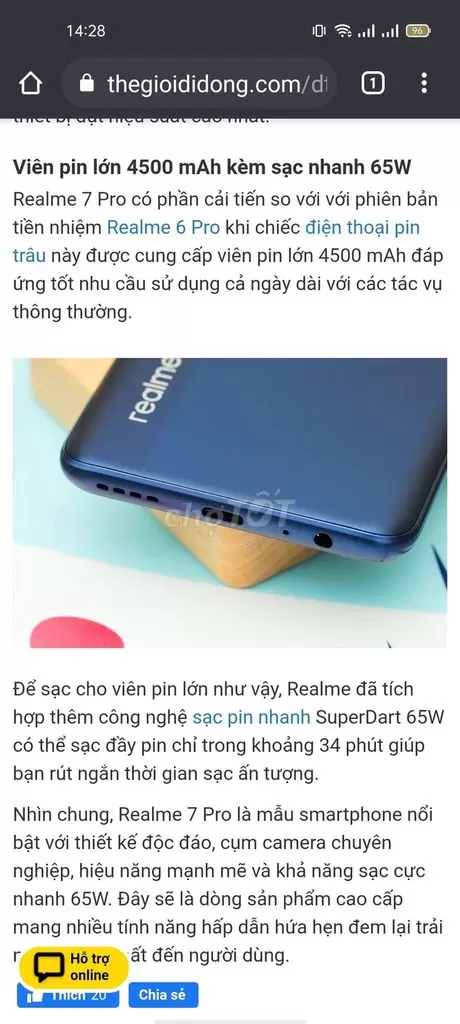 14:28
96
thegioididong.com/dt
1
thiết bị đạt hiệu suất cao nhất.
Viên pin lớn 4500 mAh kèm sạc nhanh 65W
Realme 7 Pro có phần cải tiến so với với phiên bản
tiền nhiệm Realme 6 Pro khi chiếc điện thoại pin
trâu này được cung cấp viên pin lớn 4500 mAh đáp
ứng tốt nhu cầu sử dụng cả ngày dài với các tác vụ
thông thường.
realme
chợTỐT
Để sạc cho viên pin lớn như vậy, Realme đã tích
hợp thêm công nghệ sạc pin nhanh SuperDart 65W
có thể sạc đầy pin chỉ trong khoảng 34 phút giúp
bạn rút ngắn thời gian sạc ấn tượng.
Nhìn chung, Realme 7 Pro là mẫu smartphone nổi
bật với thiết kế độc đáo, cụm camera chuyên
nghiệp, hiệu năng mạnh mẽ và khả năng sạc cực
nhanh 65W. Đây sẽ là dòng sản phẩm cao cấp
mang nhiều tính năng hấp dẫn hứa hẹn đem lại trải
ất đến người dùng.
Hỗ trợ
online
Thích 20
Chia sẻ